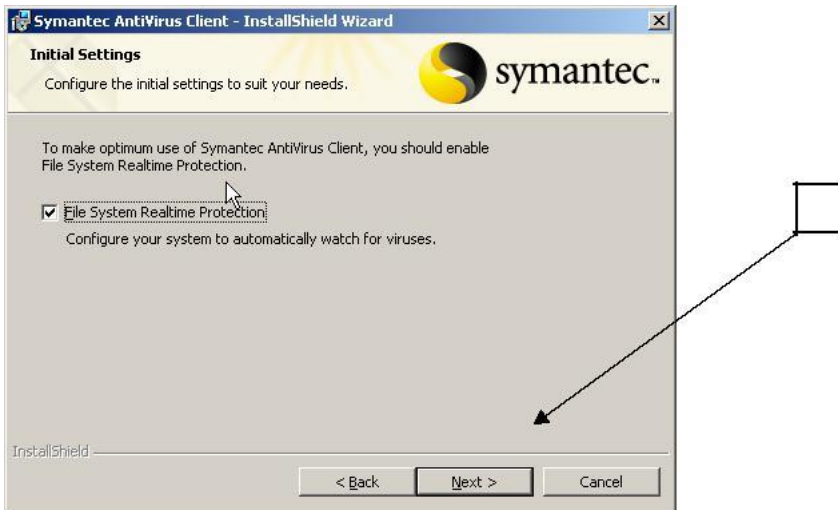 Symantec AntiVirus Client - InstallShield Wizard
Initial Settings
Configure the initial settings to suit your needs.
symantec™
To make optimum use of Symantec AntiVirus Client, you should enable
File System Realtime Protection.
File System Realtime Protection
Configure your system to automatically watch for viruses.
InstallShield
< Back
Next >
Cancel